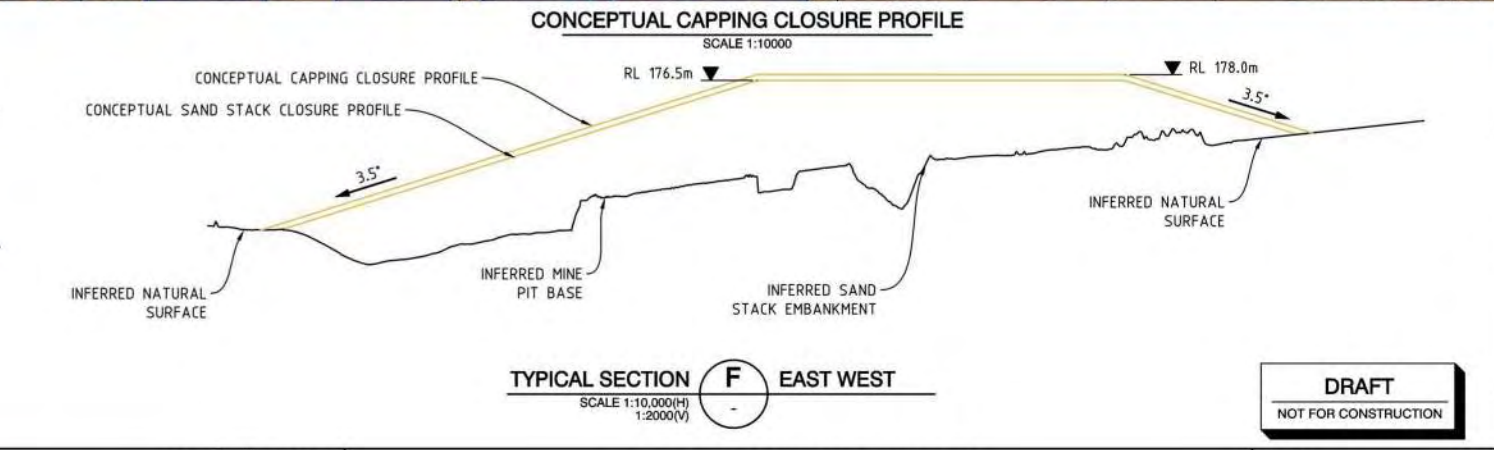 CONCEPTUAL CAPPING CLOSURE PROFILE
SCALE 1:10000
CONCEPTUAL CAPPING CLOSURE PROFILE
CONCEPTUAL SAND STACK CLOSURE PROFILE
RL 176.5m
RL 178.0m
3.5°
3.5°
INFERRED NATURAL
SURFACE
INFERRED MINE
PIT BASE
INFERRED SAND
STACK EMBANKMENT
INFERRED NATURAL
SURFACE
TYPICAL SECTION F EAST WEST
SCALE 1:10,000(H)
1:2000(V)
-
DRAFT
NOT FOR CONSTRUCTION